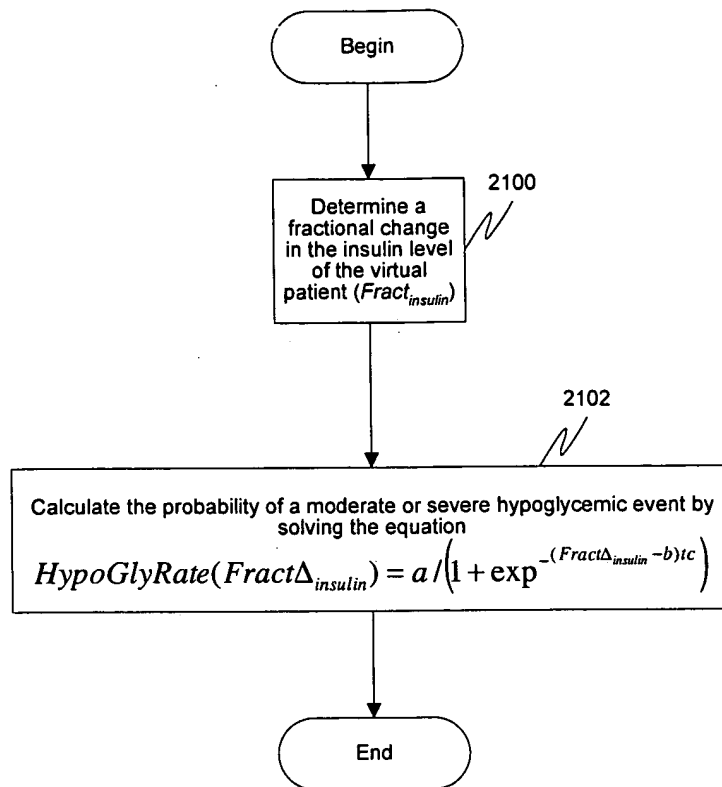 Begin
2100
Determine a
fractional change
in the insulin level
of the virtual
patient (Fract_insulin)
2102
Calculate the probability of a moderate or severe hypoglycemic event by
solving the equation
HypoGlyRate(FractΔ_insulin) = a/(1 + exp^-(FractΔ_insulin -b)tc)
End